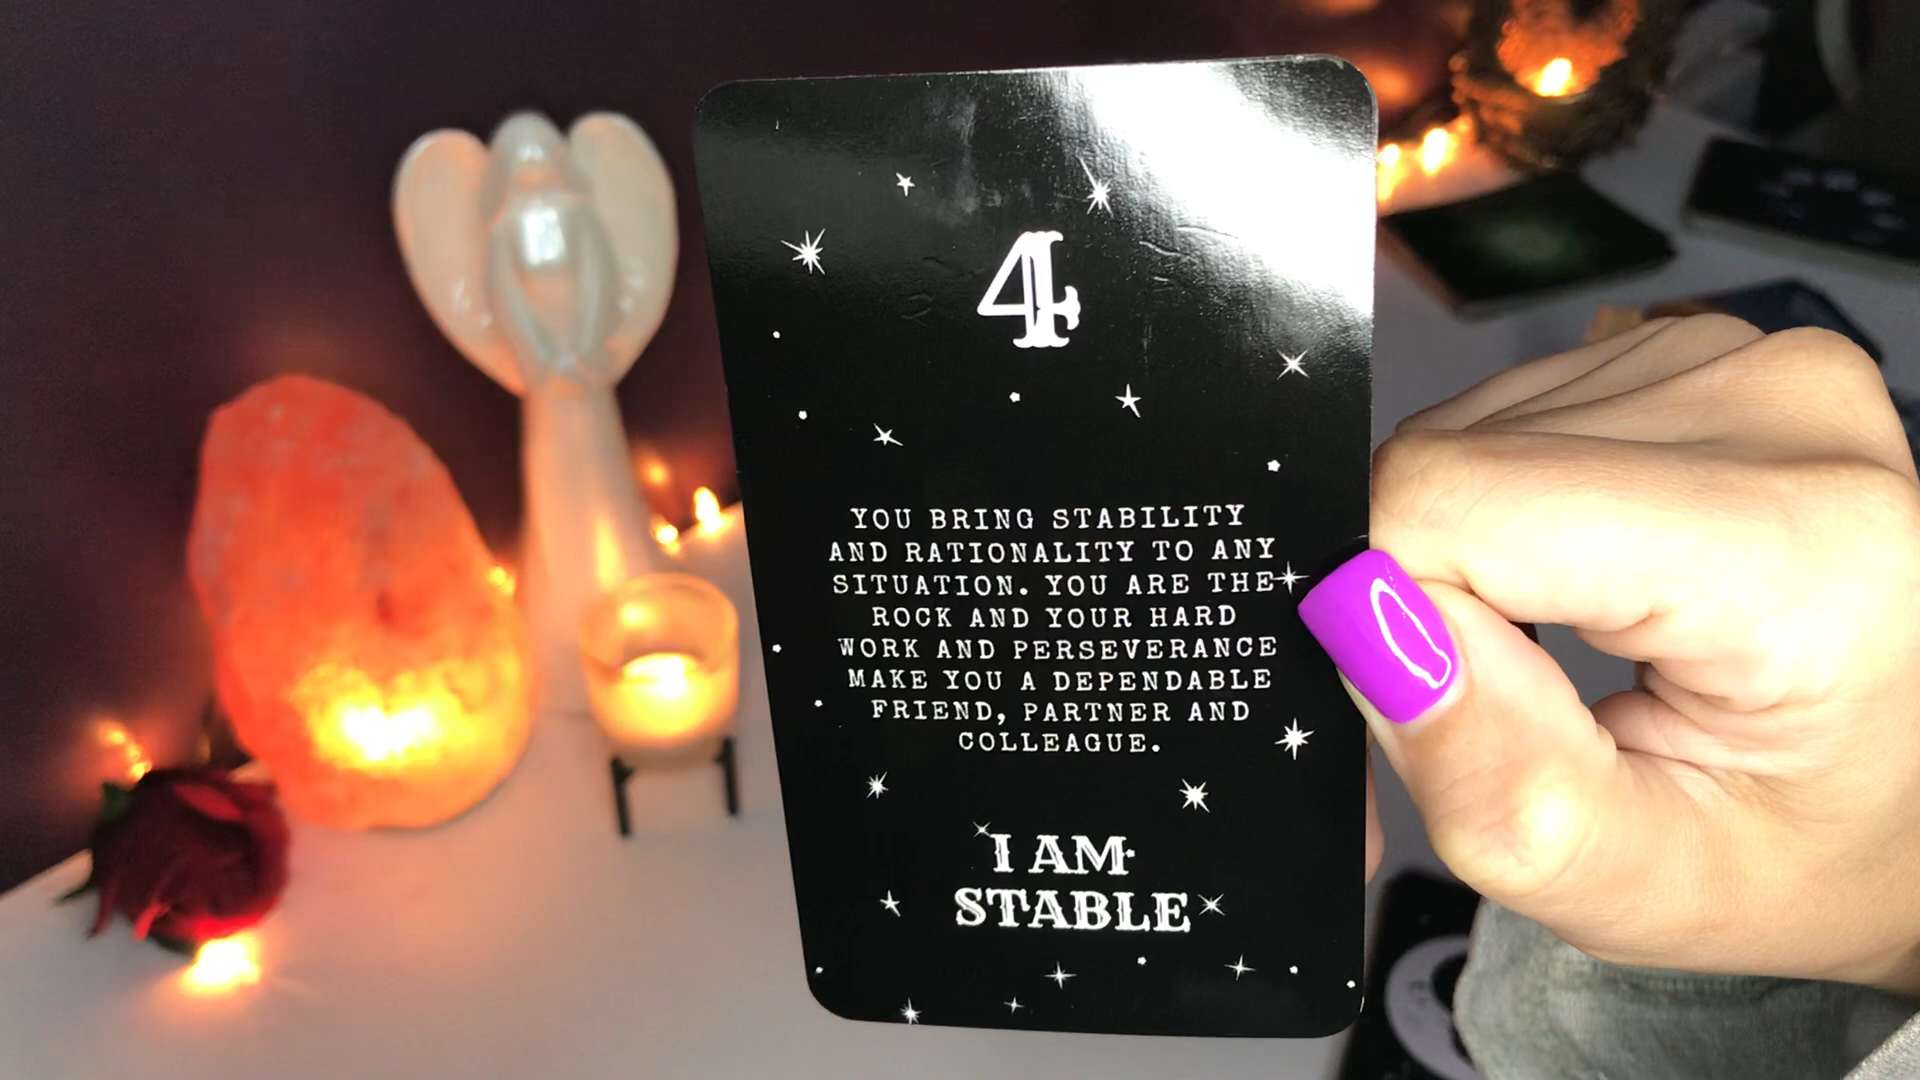 4
YOU BRING STABILITY
AND RATIONALITY TO ANY
SITUATION. YOU ARE THE
ROCK AND YOUR HARD
WORK AND PERSEVERANCE
MAKE YOU A DEPENDABLE
FRIEND, PARTNER AND
COLLEAGUE.
I AM
STABLE